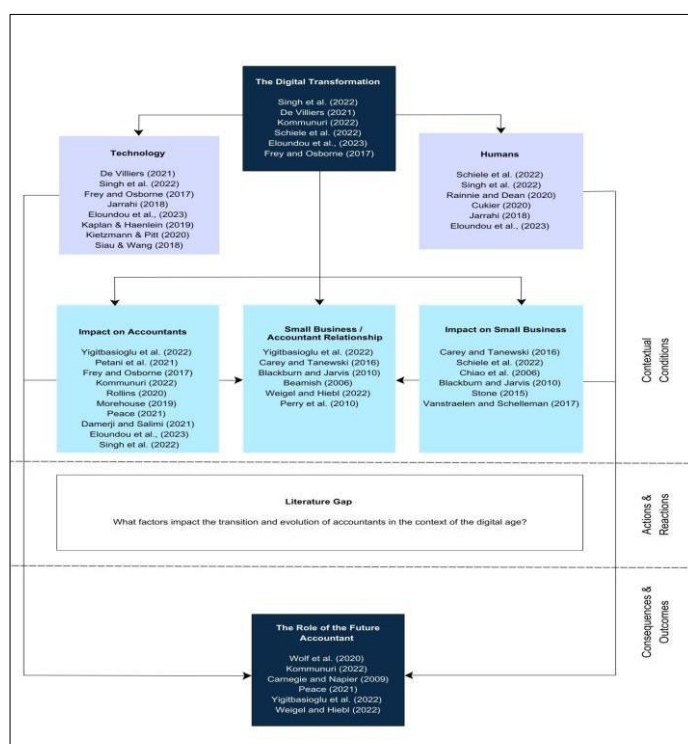 The Digital Transformation
Singh et al. (2022)
De Villiers (2021)
Kommunuri (2022)
Schiele et al. (2022)
Eloundou et al., (2023)
Frey and Osborne (2017)
Technology
De Villiers (2021)
Singh et al. (2022)
Frey and Osborne (2017)
Jarrahi (2018)
Eloundou et al., (2023)
Kaplan & Haenlein (2019)
Kietzmann & Pitt (2020)
Siau & Wang (2018)
Humans
Schiele et al. (2022)
Singh et al. (2022)
Rainnie and Dean (2020)
Cukier (2020)
Jarrahi (2018)
Eloundou et al., (2023)
Impact on Accountants
Yigitbasioglu et al. (2022)
Petani et al. (2021)
Frey and Osborne (2017)
Kommunuri (2022)
Rollins (2020)
Morehouse (2019)
Peace (2021)
Damerji and Salimi (2021)
Eloundou et al., (2023)
Singh et al. (2022)
Small Business /
Accountant Relationship
Yigitbasioglu et al. (2022)
Carey and Tanewski (2016)
Blackburn and Jarvis (2010)
Beamish (2006)
Weigel and Hiebl (2022)
Perry et al. (2010)
Impact on Small Business
Carey and Tanewski (2016)
Schiele et al. (2022)
Chiao et al. (2006)
Blackburn and Jarvis (2010)
Stone (2015)
Vanstraelen and Schelleman (2017)
Contextual
Conditions
Literature Gap
What factors impact the transition and evolution of accountants in the context of the digital age?
Actions &
Reactions
The Role of the Future
Accountant
Wolf et al. (2020)
Kommunuri (2022)
Carnegie and Napier (2009)
Peace (2021)
Yigitbasioglu et al. (2022)
Weigel and Hiebl (2022)
Consequences &
Outcomes